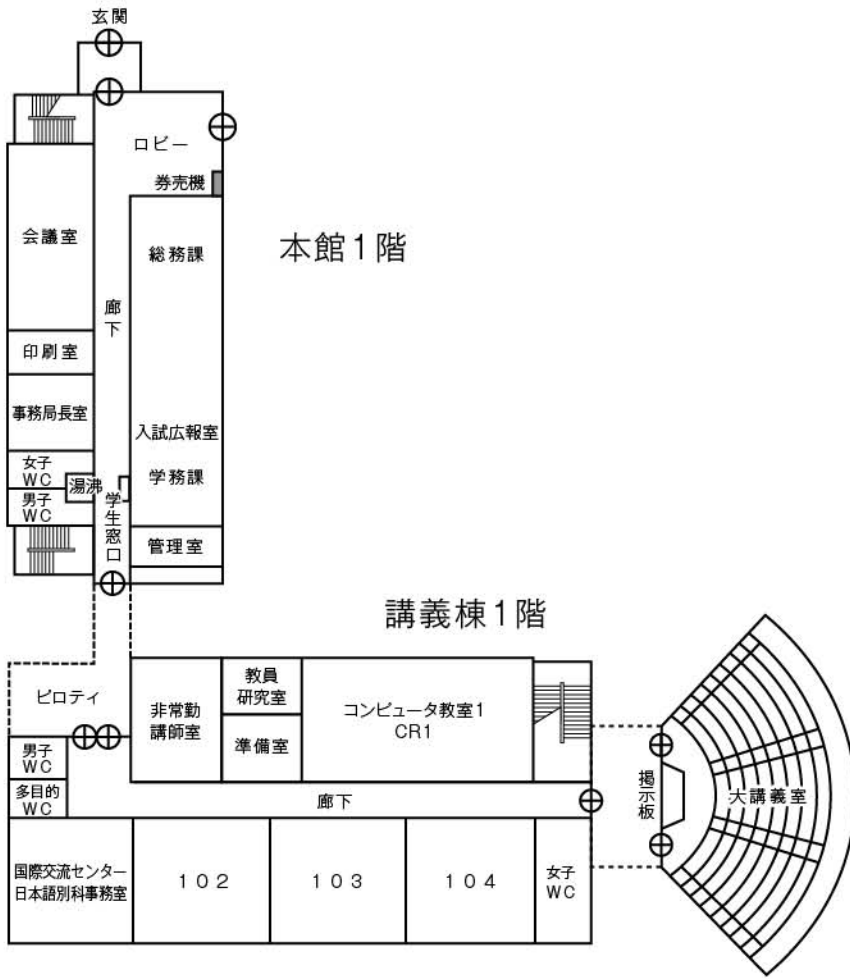 玄関
ロビー
券売機
会議室
総務課
本館1階
廊下
印刷室
事務局長室
入試広報室
女子
WC
湯沸
学務課
男子
WC
学生窓口
管理室
講義棟1階
ピロティ
非常勤
講師室
教員
研究室
準備室
コンピュータ教室1
CR1
男子
WC
多目的
WC
廊下
掲示板
大講義室
国際交流センター
日本語別科事務室
102
103
104
女子
WC